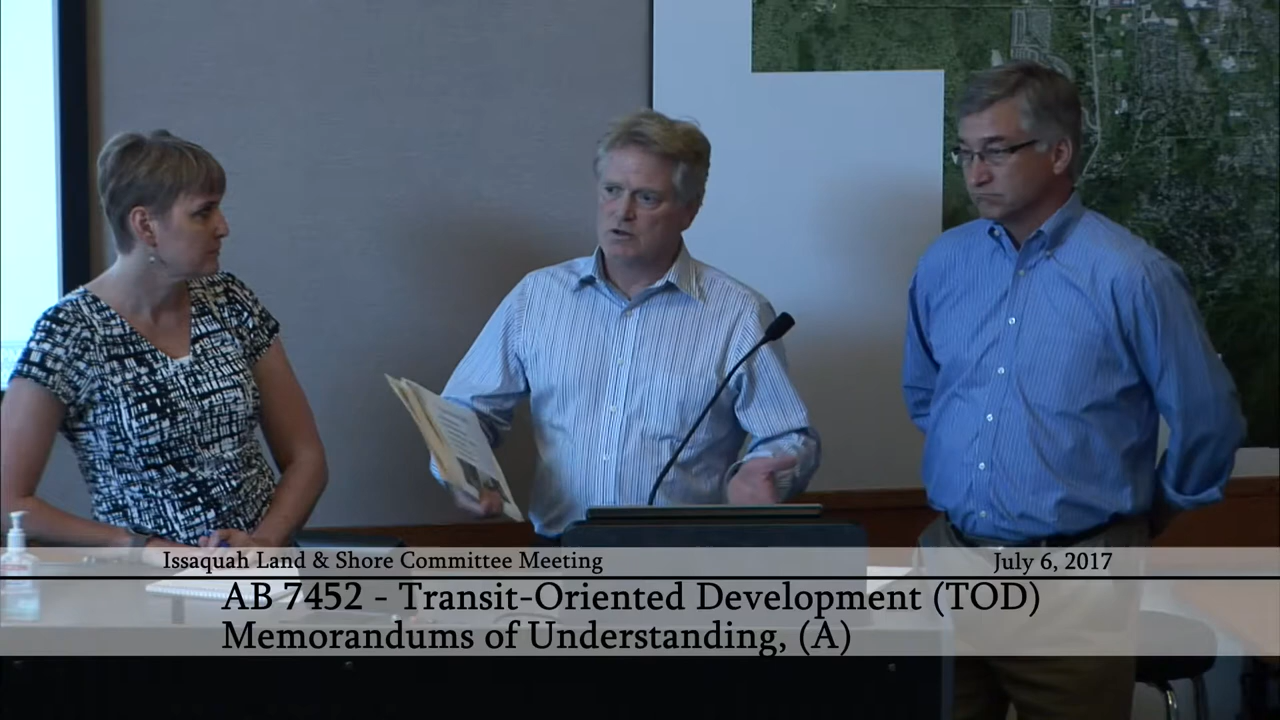 Issaquah Land & Shore Committee Meeting
July 6, 2017
AB 7452 - Transit-Oriented Development (TOD)
Memorandums of Understanding, (A)